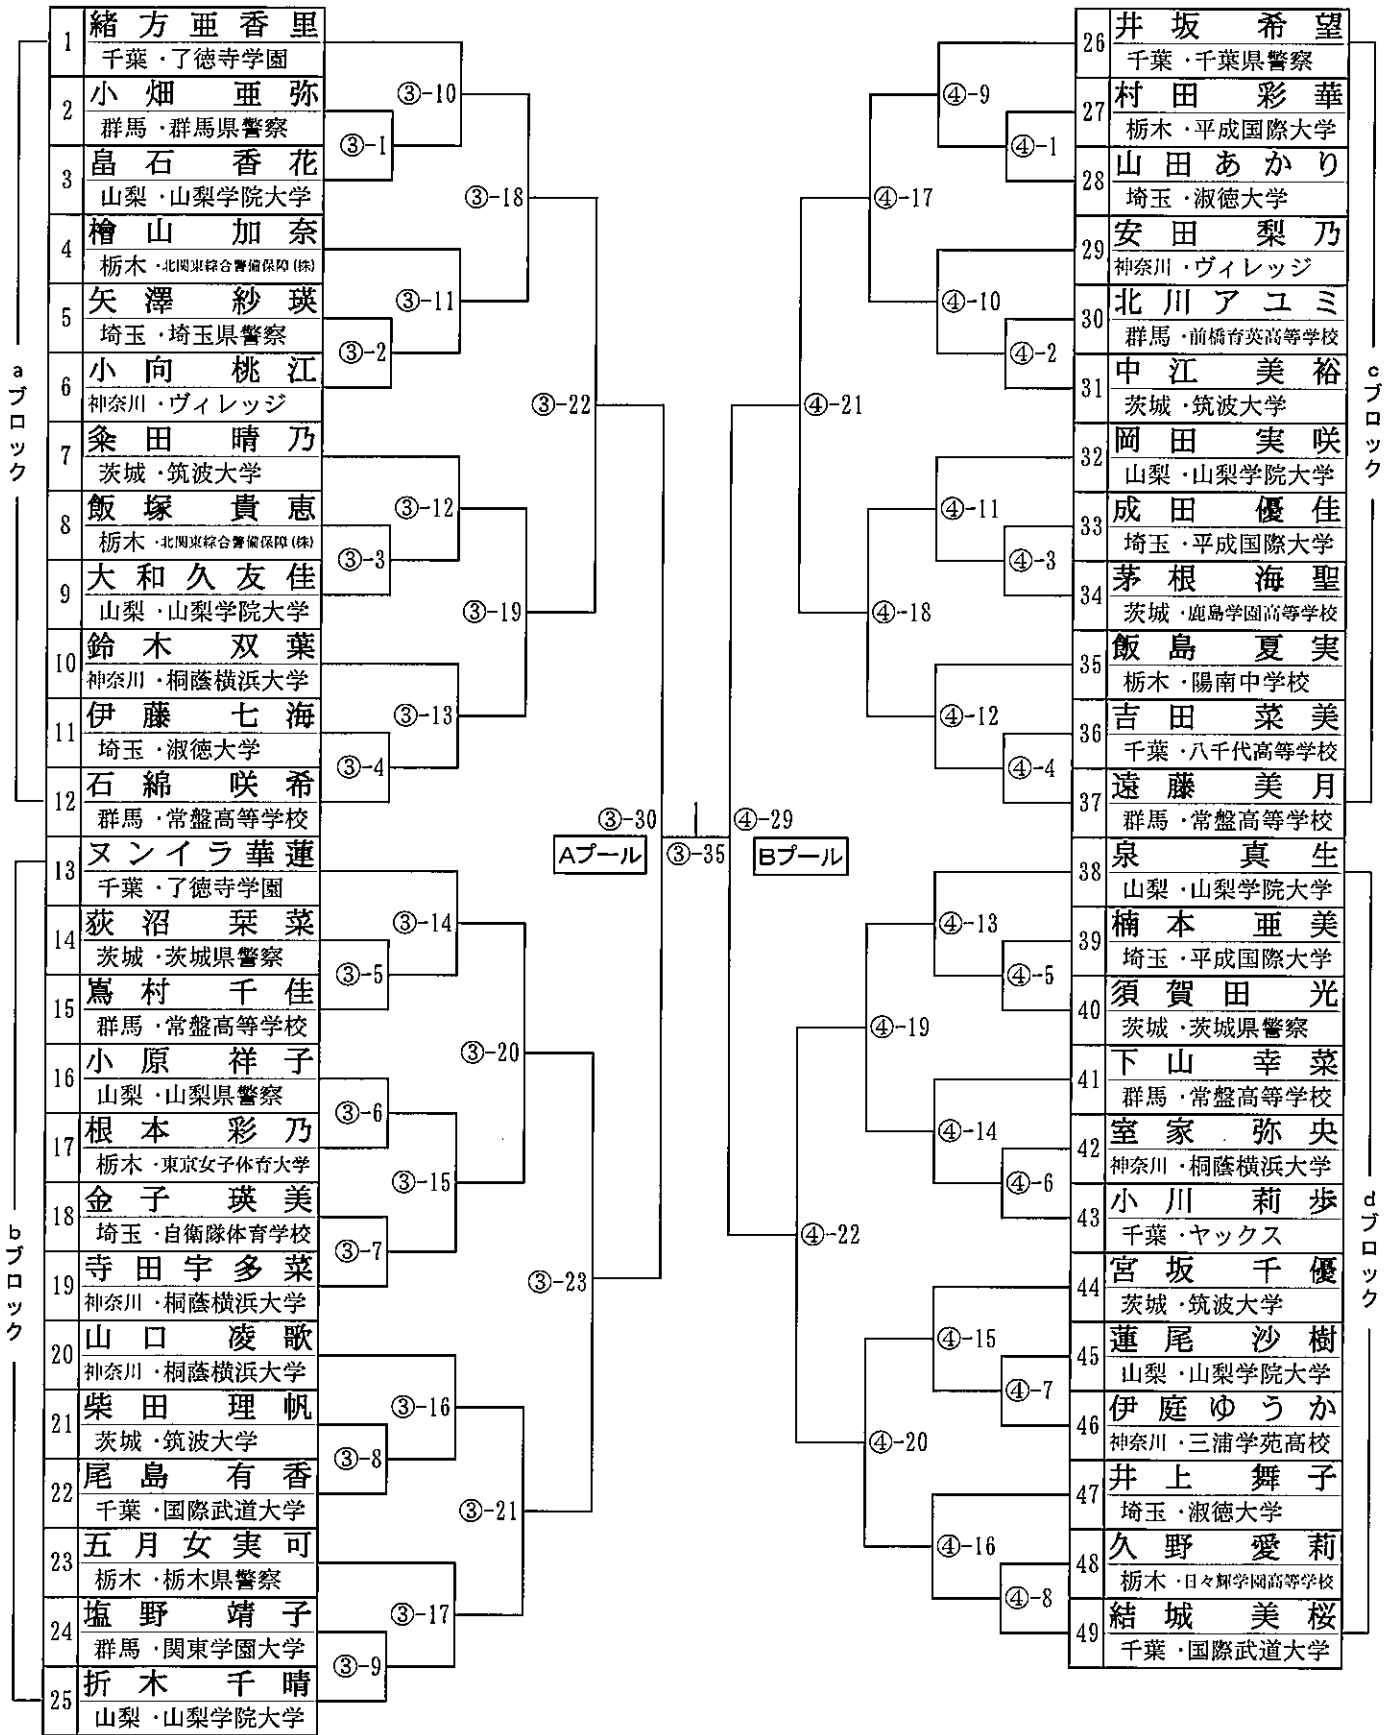 1 緒方亜香里
千葉・了徳寺学園
2 小畑亜弥
群馬・群馬県警察
3 畠石香花
山梨・山梨学院大学
4 檜山加奈
栃木・北関東綜合警備保障(株)
5 矢澤紗瑛
埼玉・埼玉県警察
6 小向桃江
神奈川・ヴィレッジ
7 粂田晴乃
茨城・筑波大学
8 飯塚貴恵
栃木・北関東綜合警備保障(株)
9 大和久友佳
山梨・山梨学院大学
10 鈴木双葉
神奈川・桐蔭横浜大学
11 伊藤七海
埼玉・淑徳大学
12 石綿咲希
群馬・常盤高等学校
13 ヌンイラ華蓮
千葉・了徳寺学園
14 荻沼栞菜
茨城・茨城県警察
15 嶌村千佳
群馬・常盤高等学校
16 小原祥子
山梨・山梨県警察
17 根本彩乃
栃木・東京女子体育大学
18 金子瑛美
埼玉・自衛隊体育学校
19 寺田宇多菜
神奈川・桐蔭横浜大学
20 山口凌歌
神奈川・桐蔭横浜大学
21 柴田理帆
茨城・筑波大学
22 尾島有香
千葉・国際武道大学
23 五月女実可
栃木・栃木県警察
24 塩野靖子
群馬・関東学園大学
25 折木千晴
山梨・山梨学院大学
aブロック
bブロック
③-1
③-2
③-3
③-4
③-5
③-6
③-7
③-8
③-9
③-10
③-11
③-12
③-13
③-14
③-15
③-16
③-17
③-18
③-19
③-20
③-21
③-22
③-23
③-30
Aプール
③-35
④-29
Bプール
④-21
④-22
④-17
④-18
④-19
④-20
④-9
④-10
④-11
④-12
④-13
④-14
④-15
④-16
④-1
④-2
④-3
④-4
④-5
④-6
④-7
④-8
26 井坂希望
千葉・千葉県警察
27 村田彩華
栃木・平成国際大学
28 山田あかり
埼玉・淑徳大学
29 安田梨乃
神奈川・ヴィレッジ
30 北川アユミ
群馬・前橋育英高等学校
31 中江美裕
茨城・筑波大学
32 岡田実咲
山梨・山梨学院大学
33 成田優佳
埼玉・平成国際大学
34 茅根海聖
茨城・鹿島学園高等学校
35 飯島夏実
栃木・陽南中学校
36 吉田菜美
千葉・八千代高等学校
37 遠藤美月
群馬・常盤高等学校
38 泉真生
山梨・山梨学院大学
39 楠本亜美
埼玉・平成国際大学
40 須賀田光
茨城・茨城県警察
41 下山幸菜
群馬・常盤高等学校
42 室家弥央
神奈川・桐蔭横浜大学
43 小川莉歩
千葉・ヤックス
44 宮坂千優
茨城・筑波大学
45 蓮尾沙樹
山梨・山梨学院大学
46 伊庭ゆうか
神奈川・三浦学苑高校
47 井上舞子
埼玉・淑徳大学
48 久野愛莉
栃木・日々輝学園高等学校
49 結城美桜
千葉・国際武道大学
cブロック
dブロック